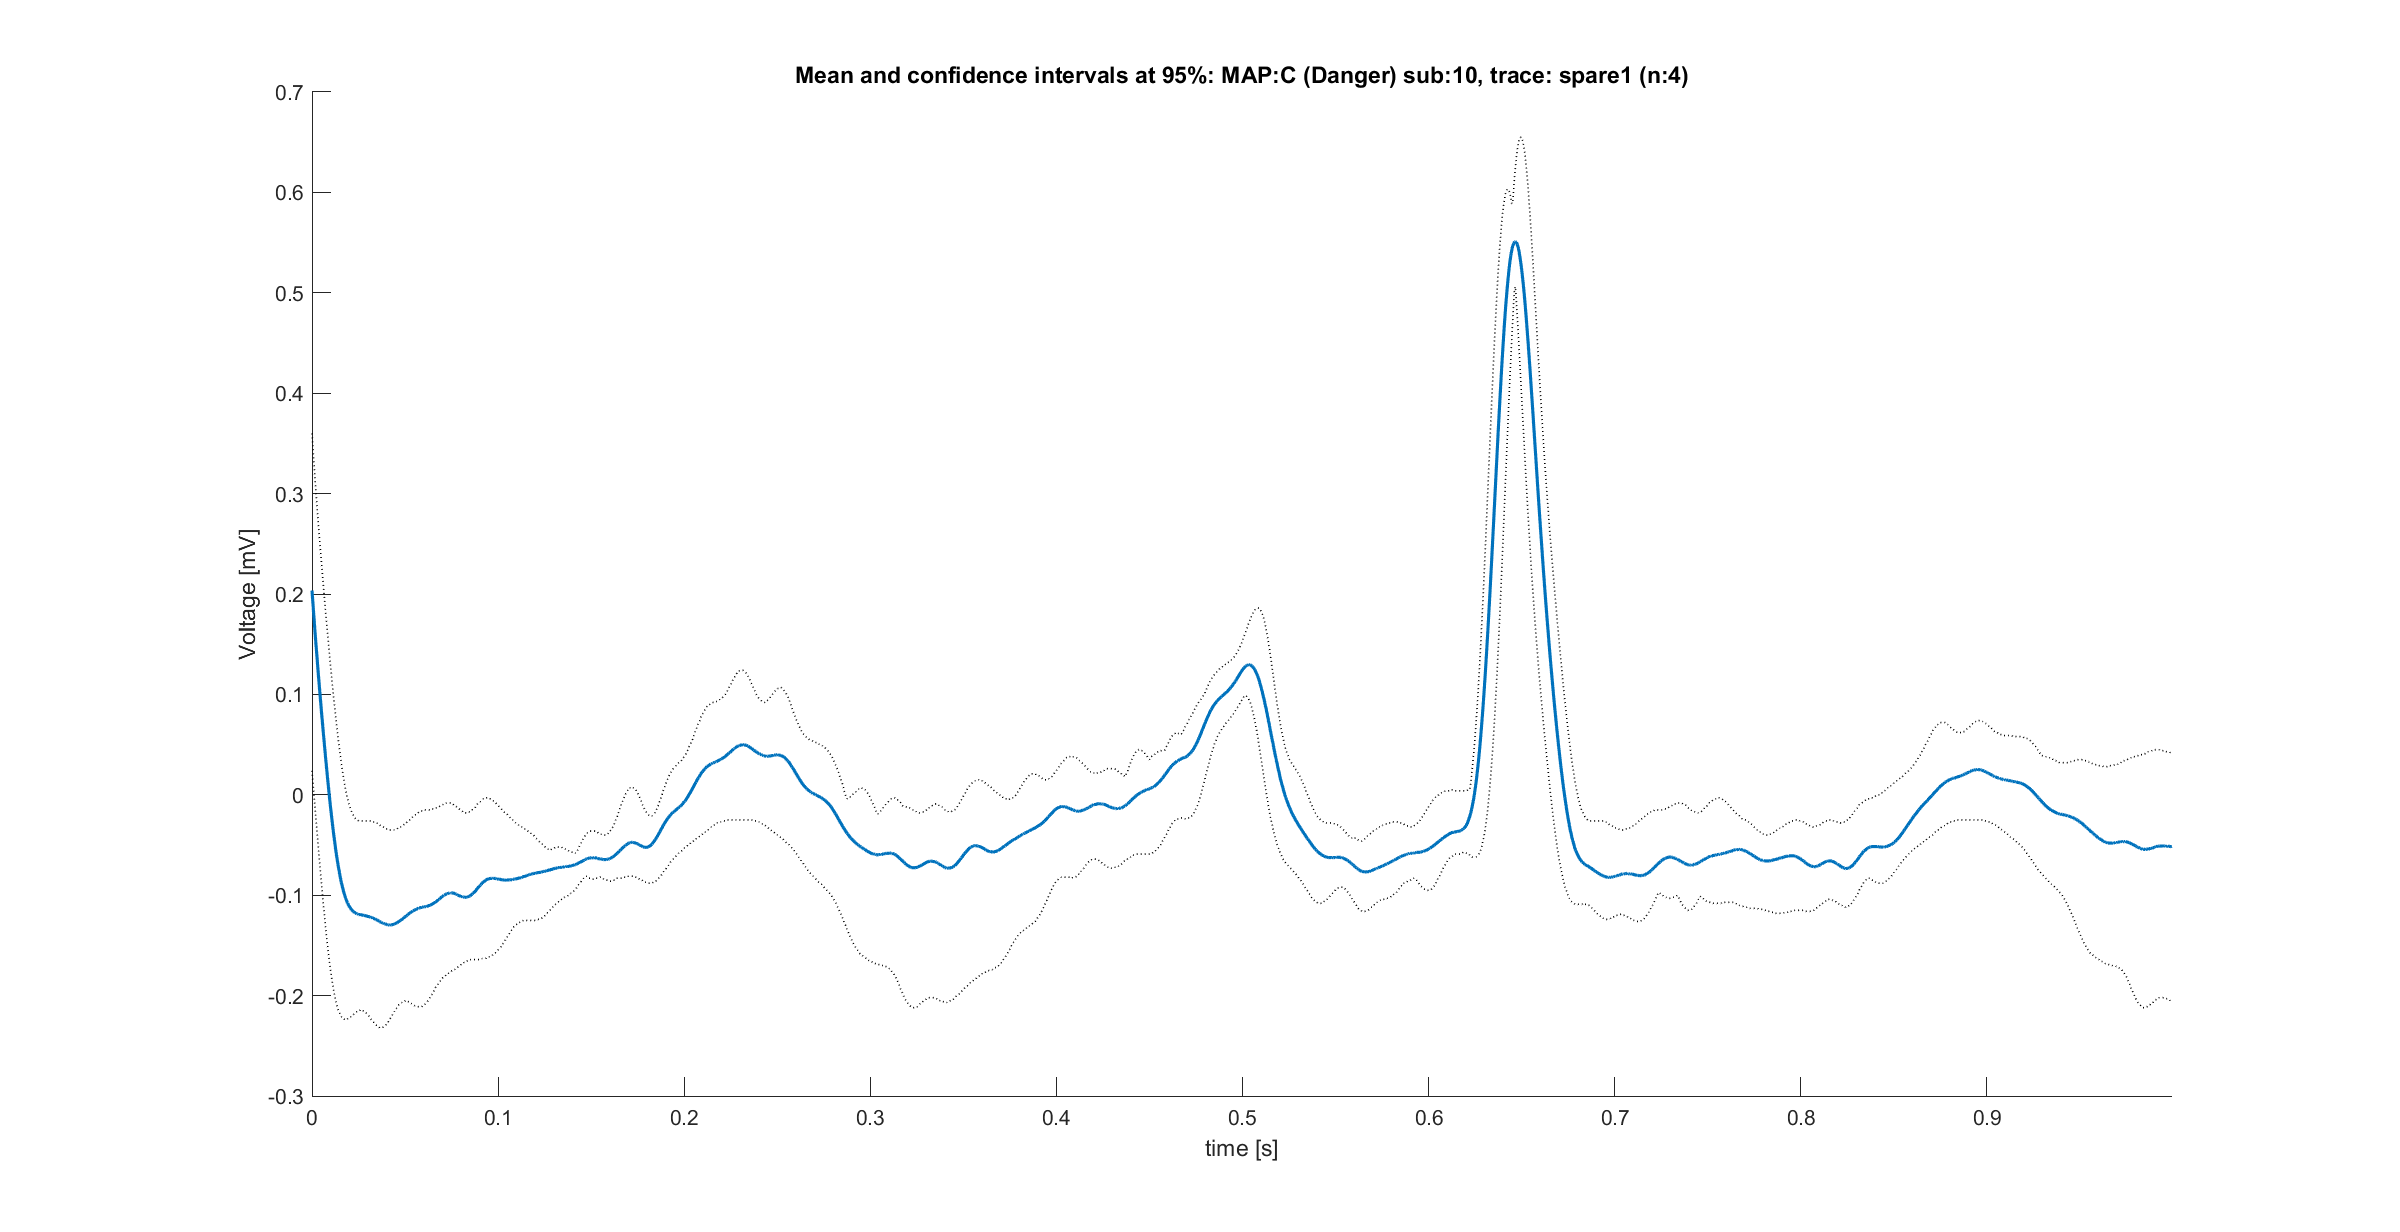 Mean and confidence intervals at 95%: MAP:C (Danger) sub:10, trace: spare1 (n:4)
0.7
0.6
0.5
0.4
0.3
0.2
0.1
0
-0.1
-0.2
-0.3
Voltage [mV]
0 0.1 0.2 0.3 0.4 0.5 0.6 0.7 0.8 0.9
time [s]